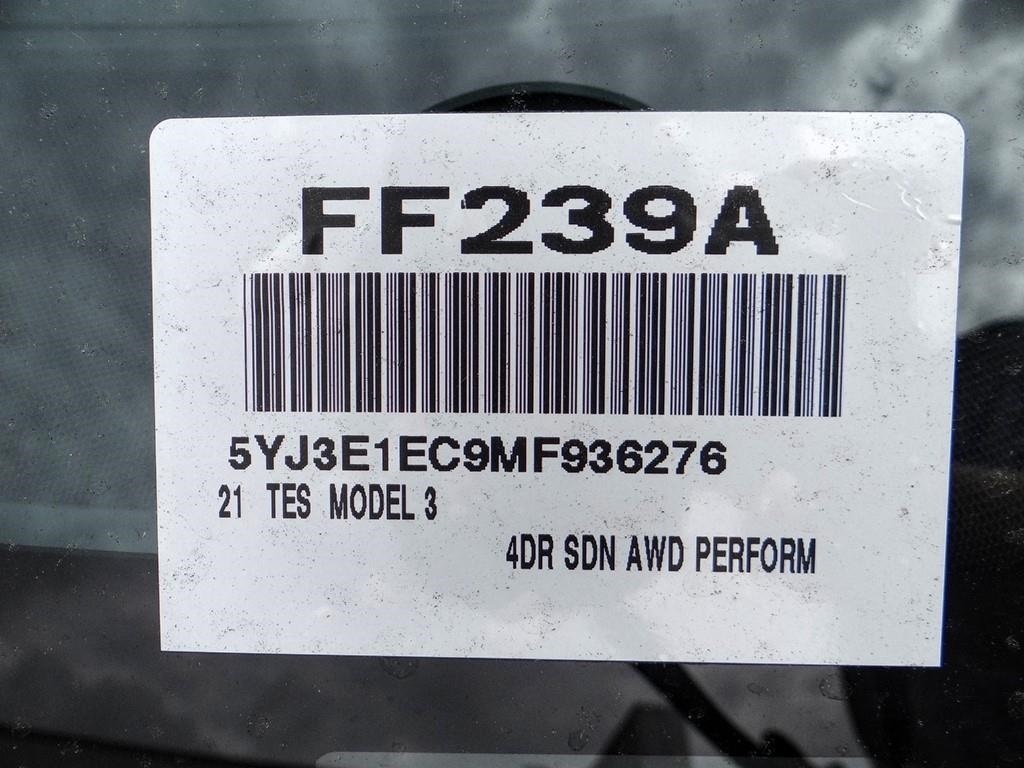 FF239A
5YJ3E1EC9MF936276
21 TES MODEL 3
4DR SDN AWD PERFORM